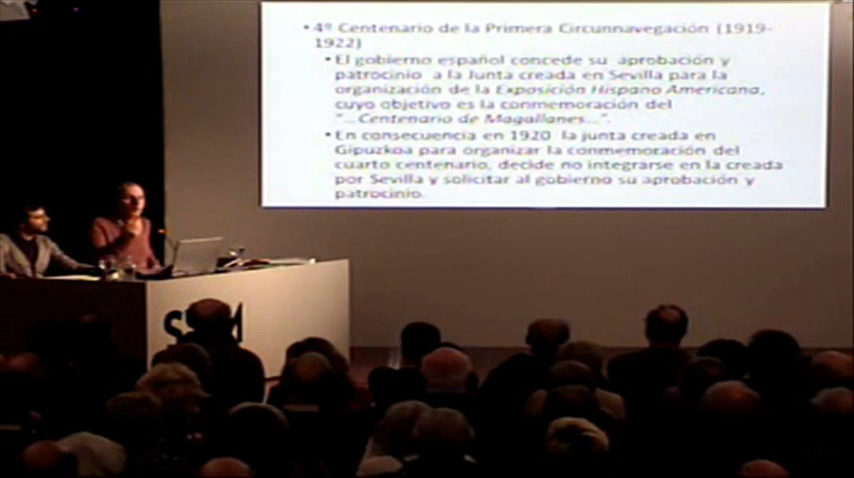 • 4º Centenario de la Primera Circunnavegación (1919-
1922)
• El gobierno español concede su aprobación y
patrocinio a la Junta creada en Sevilla para la
organización de la Exposición Hispano Americana,
cuyo objetivo es la conmemoración del
"...Centenario de Magallanes...".
• En consecuencia en 1920 la junta creada en
Gipuzkoa para organizar la conmemoración del
cuarto centenario, decide no integrarse en la creada
por Sevilla y solicitar al gobierno su aprobación y
patrocinio.